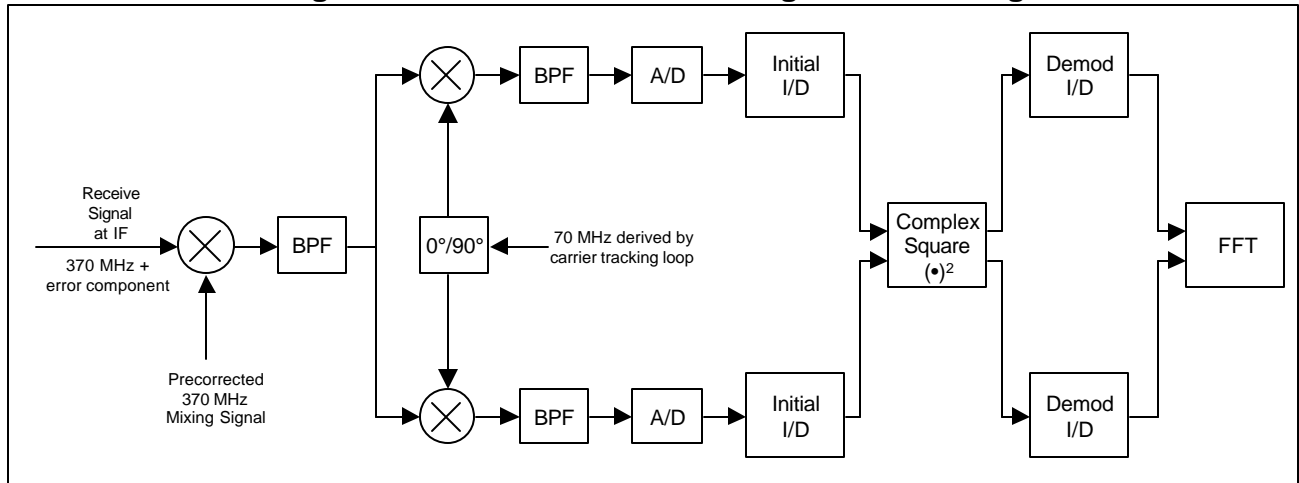 BPF
A/D
Initial
I/D
Demod
I/D
Receive
Signal
at IF
370 MHz +
error component
BPF
0°/90°
70 MHz derived by
carrier tracking loop
Complex
Square
(•)²
FFT
Precorrected
370 MHz
Mixing Signal
BPF
A/D
Initial
I/D
Demod
I/D